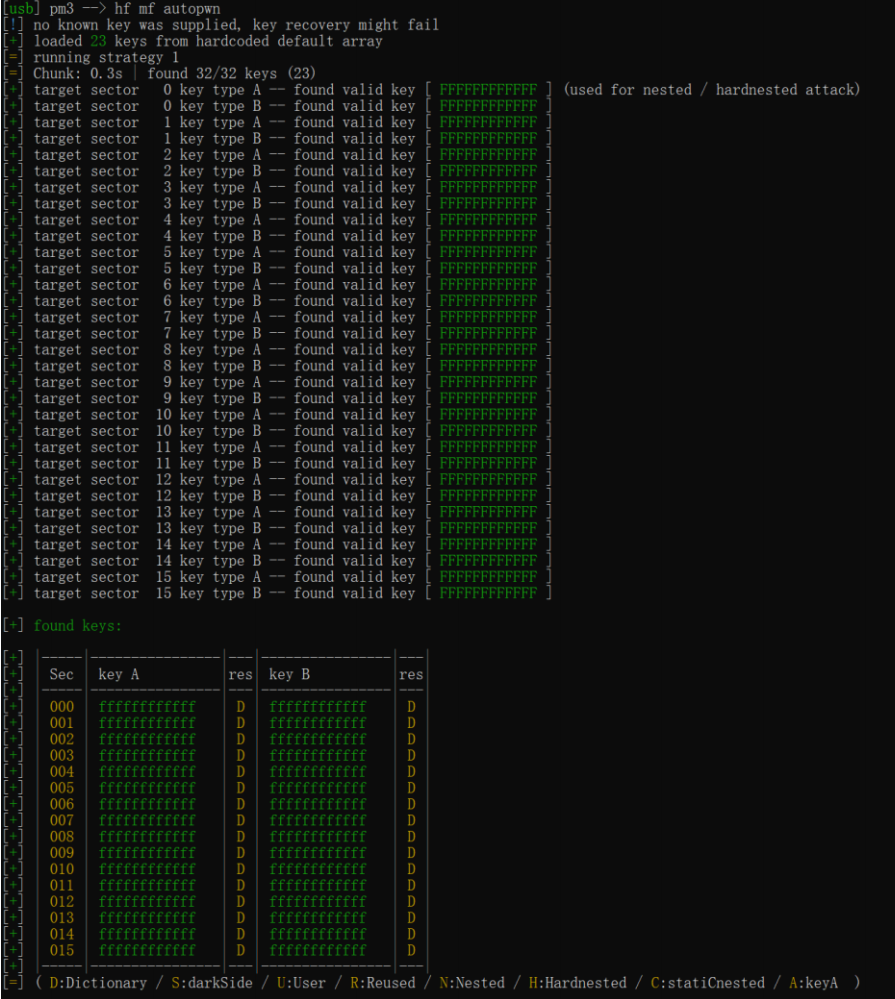 [usb] pm3 --> hf mf autopwn
[!] no known key was supplied, key recovery might fail
[+] loaded 23 keys from hardcoded default array
[=] running strategy 1
[=] Chunk: 0.3s | found 32/32 keys (23)
[+] target sector   0 key type A -- found valid key [ FFFFFFFFFFFF ] (used for nested / hardnested attack)
[+] target sector   0 key type B -- found valid key [ FFFFFFFFFFFF ]
[+] target sector   1 key type A -- found valid key [ FFFFFFFFFFFF ]
[+] target sector   1 key type B -- found valid key [ FFFFFFFFFFFF ]
[+] target sector   2 key type A -- found valid key [ FFFFFFFFFFFF ]
[+] target sector   2 key type B -- found valid key [ FFFFFFFFFFFF ]
[+] target sector   3 key type A -- found valid key [ FFFFFFFFFFFF ]
[+] target sector   3 key type B -- found valid key [ FFFFFFFFFFFF ]
[+] target sector   4 key type A -- found valid key [ FFFFFFFFFFFF ]
[+] target sector   4 key type B -- found valid key [ FFFFFFFFFFFF ]
[+] target sector   5 key type A -- found valid key [ FFFFFFFFFFFF ]
[+] target sector   5 key type B -- found valid key [ FFFFFFFFFFFF ]
[+] target sector   6 key type A -- found valid key [ FFFFFFFFFFFF ]
[+] target sector   6 key type B -- found valid key [ FFFFFFFFFFFF ]
[+] target sector   7 key type A -- found valid key [ FFFFFFFFFFFF ]
[+] target sector   7 key type B -- found valid key [ FFFFFFFFFFFF ]
[+] target sector   8 key type A -- found valid key [ FFFFFFFFFFFF ]
[+] target sector   8 key type B -- found valid key [ FFFFFFFFFFFF ]
[+] target sector   9 key type A -- found valid key [ FFFFFFFFFFFF ]
[+] target sector   9 key type B -- found valid key [ FFFFFFFFFFFF ]
[+] target sector  10 key type A -- found valid key [ FFFFFFFFFFFF ]
[+] target sector  10 key type B -- found valid key [ FFFFFFFFFFFF ]
[+] target sector  11 key type A -- found valid key [ FFFFFFFFFFFF ]
[+] target sector  11 key type B -- found valid key [ FFFFFFFFFFFF ]
[+] target sector  12 key type A -- found valid key [ FFFFFFFFFFFF ]
[+] target sector  12 key type B -- found valid key [ FFFFFFFFFFFF ]
[+] target sector  13 key type A -- found valid key [ FFFFFFFFFFFF ]
[+] target sector  13 key type B -- found valid key [ FFFFFFFFFFFF ]
[+] target sector  14 key type A -- found valid key [ FFFFFFFFFFFF ]
[+] target sector  14 key type B -- found valid key [ FFFFFFFFFFFF ]
[+] target sector  15 key type A -- found valid key [ FFFFFFFFFFFF ]
[+] target sector  15 key type B -- found valid key [ FFFFFFFFFFFF ]
[+] found keys:
[+] |-----|----------------|---|----------------|---|
[+] | Sec | key A          |res| key B          |res|
[+] |-----|----------------|---|----------------|---|
[+] | 000 | ffffffffffff   | D | ffffffffffff   | D |
[+] | 001 | ffffffffffff   | D | ffffffffffff   | D |
[+] | 002 | ffffffffffff   | D | ffffffffffff   | D |
[+] | 003 | ffffffffffff   | D | ffffffffffff   | D |
[+] | 004 | ffffffffffff   | D | ffffffffffff   | D |
[+] | 005 | ffffffffffff   | D | ffffffffffff   | D |
[+] | 006 | ffffffffffff   | D | ffffffffffff   | D |
[+] | 007 | ffffffffffff   | D | ffffffffffff   | D |
[+] | 008 | ffffffffffff   | D | ffffffffffff   | D |
[+] | 009 | ffffffffffff   | D | ffffffffffff   | D |
[+] | 010 | ffffffffffff   | D | ffffffffffff   | D |
[+] | 011 | ffffffffffff   | D | ffffffffffff   | D |
[+] | 012 | ffffffffffff   | D | ffffffffffff   | D |
[+] | 013 | ffffffffffff   | D | ffffffffffff   | D |
[+] | 014 | ffffffffffff   | D | ffffffffffff   | D |
[+] | 015 | ffffffffffff   | D | ffffffffffff   | D |
[+] |-----|----------------|---|----------------|---|
[=] ( D:Dictionary / S:darkSide / U:User / R:Reused / N:Nested / H:Hardnested / C:statiCnested / A:keyA  )